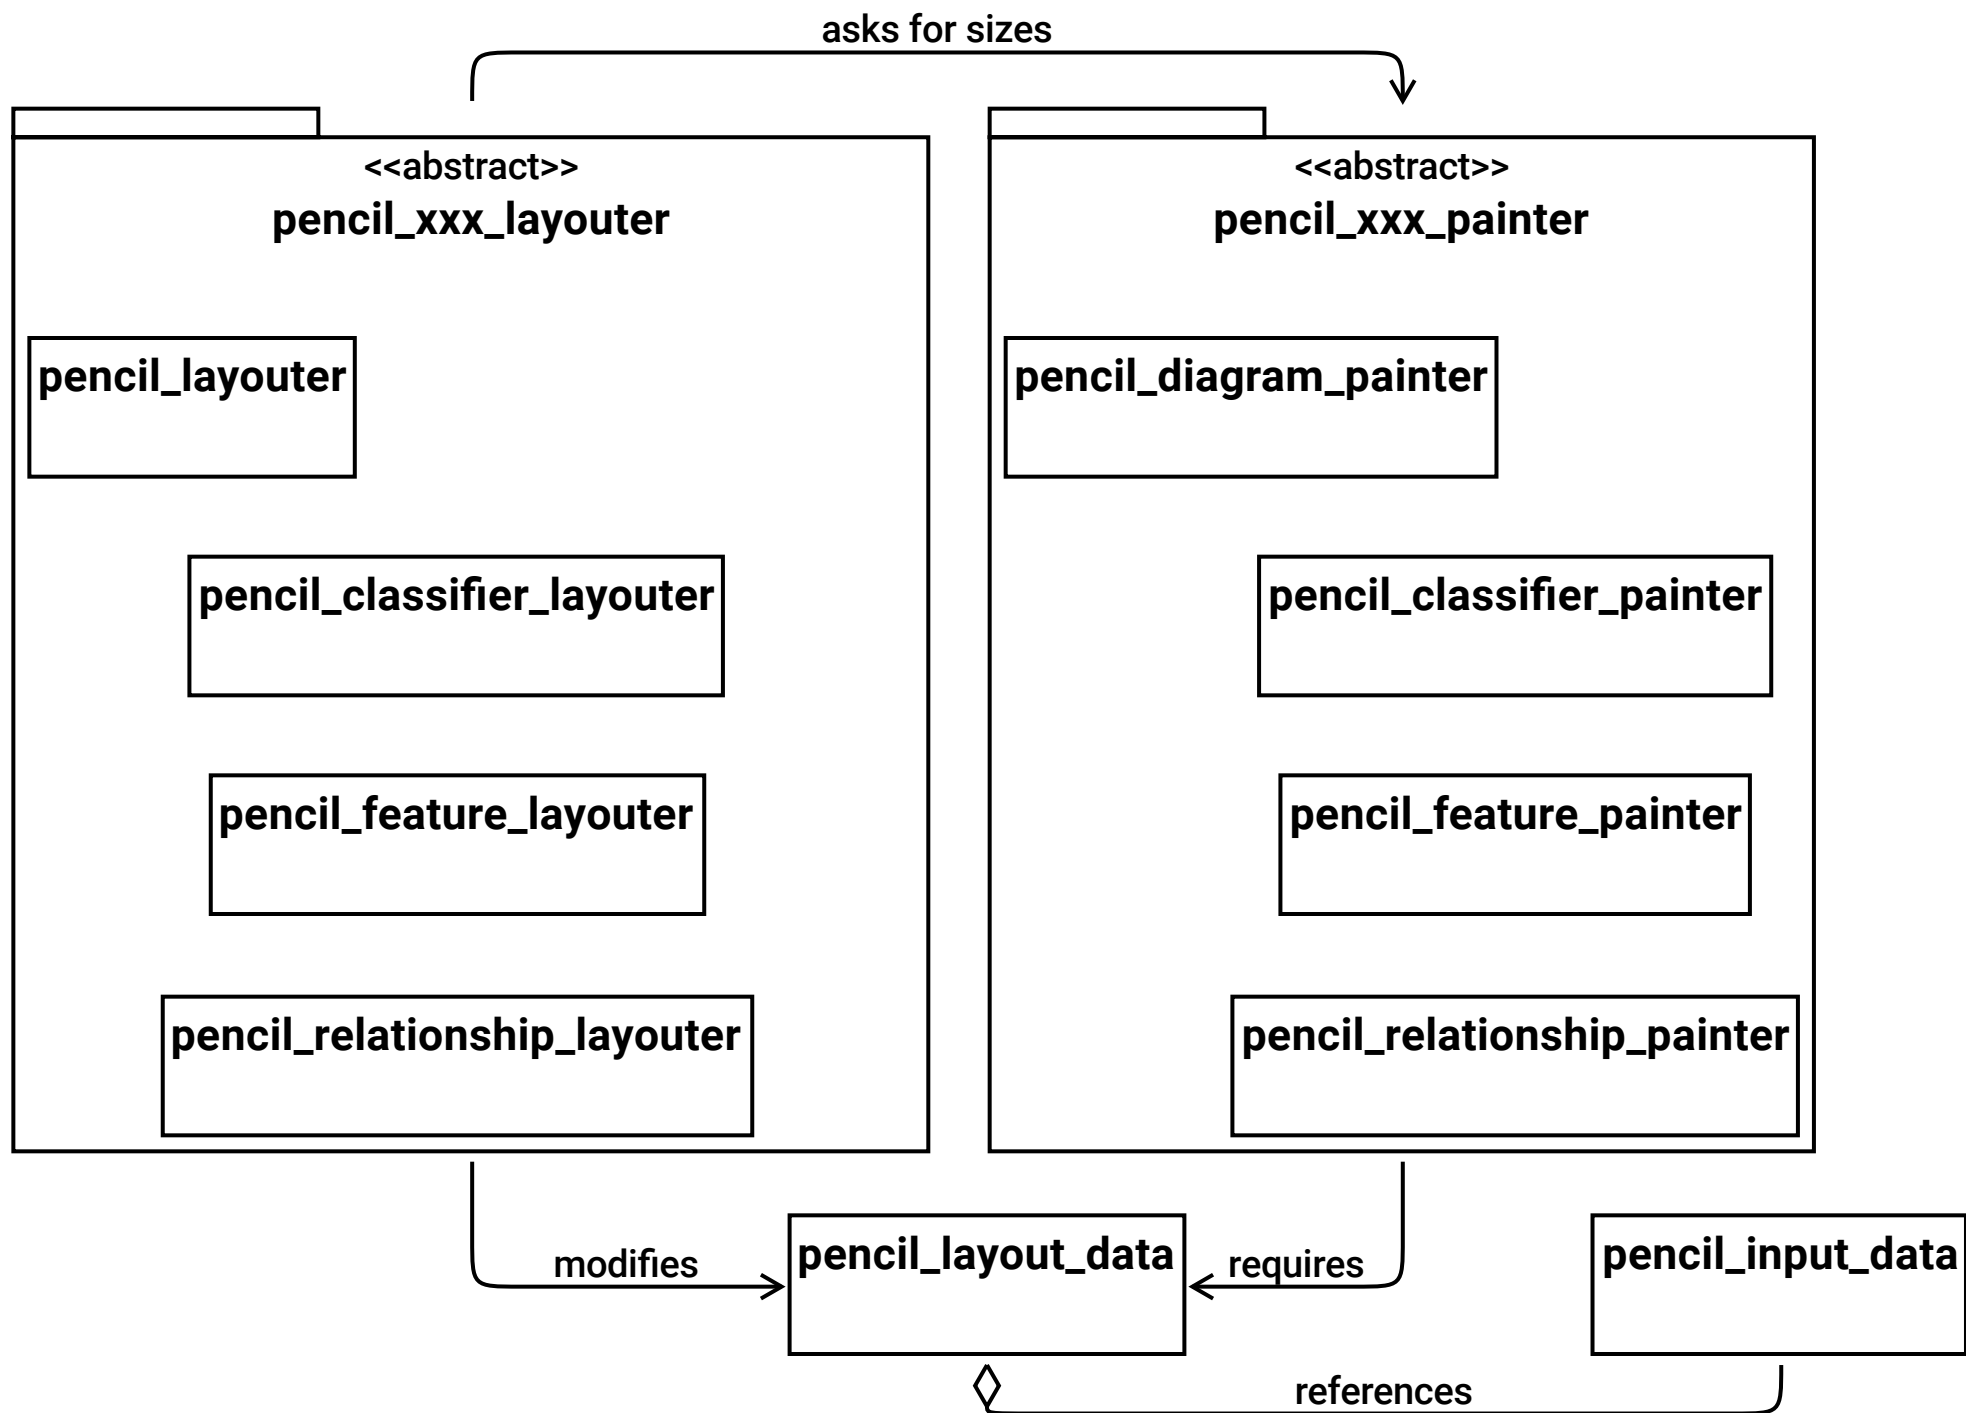 asks for sizes
<<abstract>>
pencil_xxx_layouter
<<abstract>>
pencil_xxx_painter
pencil_layouter
pencil_diagram_painter
pencil_classifier_layouter
pencil_classifier_painter
pencil_feature_layouter
pencil_feature_painter
pencil_relationship_layouter
pencil_relationship_painter
modifies
pencil_layout_data
requires
pencil_input_data
references